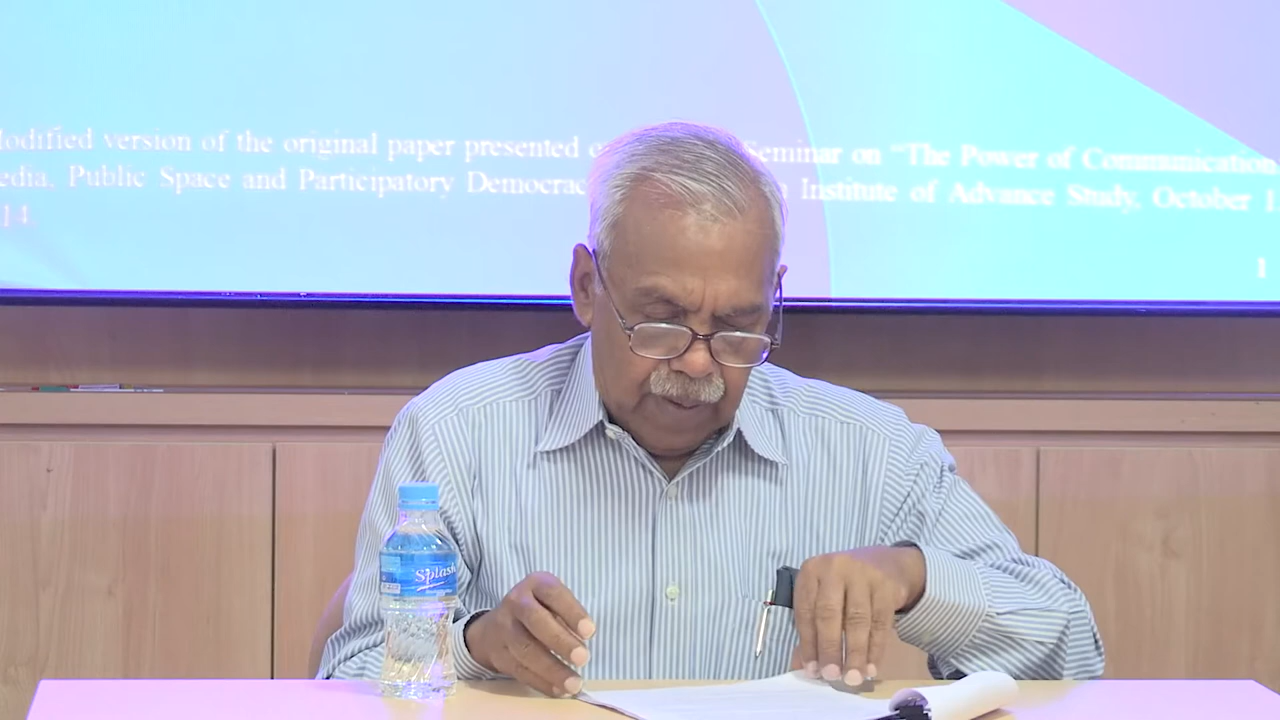 odified version of the original paper presented o Seminar on "The Power of Communication
edia, Public Space and Participatory Democrac n Institute of Advance Study, October 1
14
1
Splash